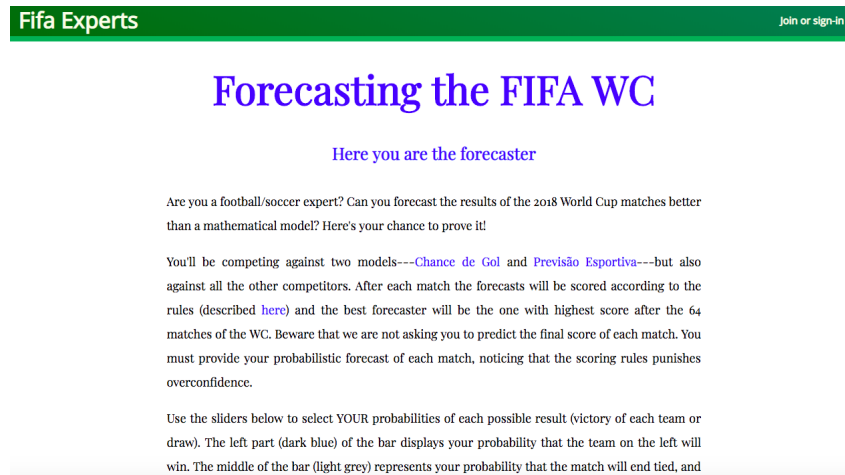 Fifa Experts
Join or sign-in
Forecasting the FIFA WC
Here you are the forecaster
Are you a football/soccer expert? Can you forecast the results of the 2018 World Cup matches better
than a mathematical model? Here's your chance to prove it!
You'll be competing against two models---Chance de Gol and Previsão Esportiva---but also
against all the other competitors. After each match the forecasts will be scored according to the
rules (described here) and the best forecaster will be the one with highest score after the 64
matches of the WC. Beware that we are not asking you to predict the final score of each match. You
must provide your probabilistic forecast of each match, noticing that the scoring rules punishes
overconfidence.
Use the sliders below to select YOUR probabilities of each possible result (victory of each team or
draw). The left part (dark blue) of the bar displays your probability that the team on the left will
win. The middle of the bar (light grey) represents your probability that the match will end tied, and